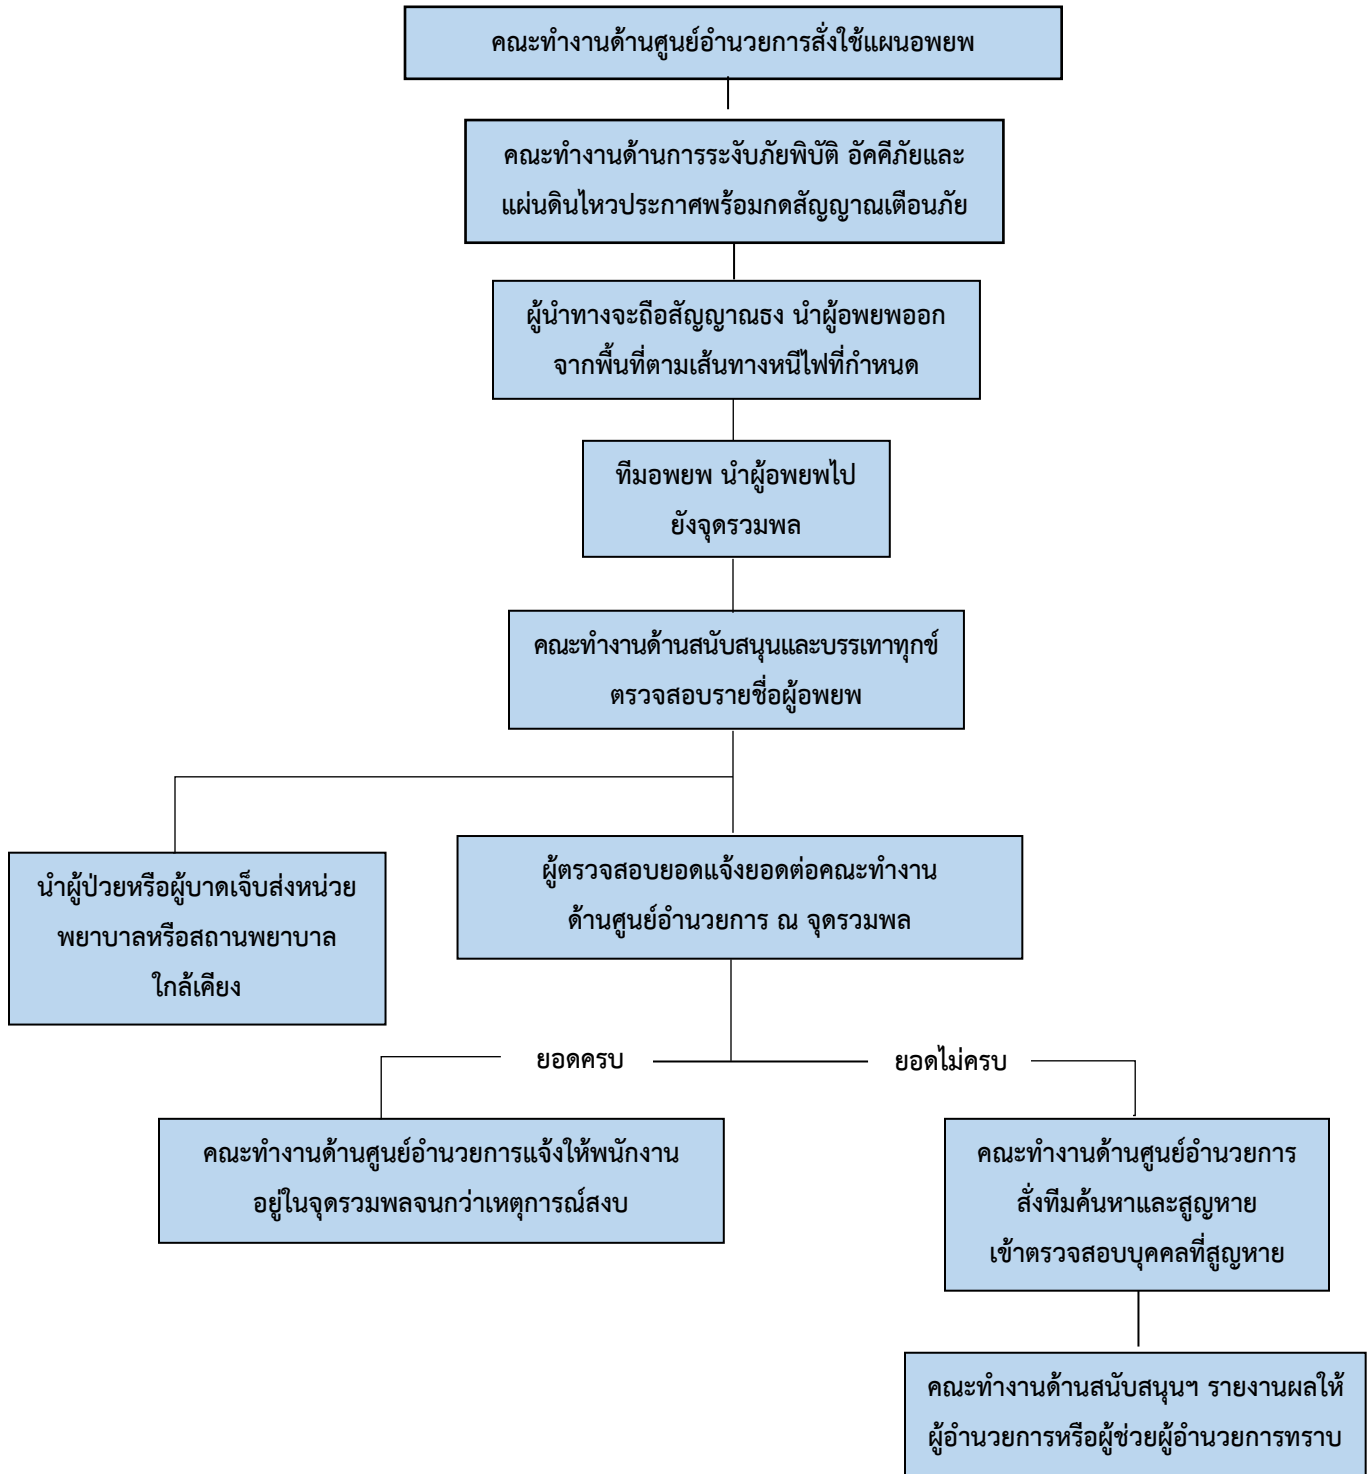 คณะทำงานด้านศูนย์อำนวยการสั่งใช้แผนอพยพ
คณะทำงานด้านการระงับภัยพิบัติ อัคคีภัยและ
แผ่นดินไหวประกาศพร้อมกดสัญญาณเตือนภัย
ผู้นำทางจะถือสัญญาณธง นำผู้อพยพออก
จากพื้นที่ตามเส้นทางหนีไฟที่กำหนด
ทีมอพยพ นำผู้อพยพไป
ยังจุดรวมพล
คณะทำงานด้านสนับสนุนและบรรเทาทุกข์
ตรวจสอบรายชื่อผู้อพยพ
นำผู้ป่วยหรือผู้บาดเจ็บส่งหน่วย
พยาบาลหรือสถานพยาบาล
ใกล้เคียง
ผู้ตรวจสอบยอดแจ้งยอดต่อคณะทำงาน
ด้านศูนย์อำนวยการ ณ จุดรวมพล
ยอดครบ
ยอดไม่ครบ
คณะทำงานด้านศูนย์อำนวยการแจ้งให้พนักงาน
อยู่ในจุดรวมพลจนกว่าเหตุการณ์สงบ
คณะทำงานด้านศูนย์อำนวยการ
สั่งทีมค้นหาและสูญหาย
เข้าตรวจสอบบุคคลที่สูญหาย
คณะทำงานด้านสนับสนุนฯ รายงานผลให้
ผู้อำนวยการหรือผู้ช่วยผู้อำนวยการทราบ